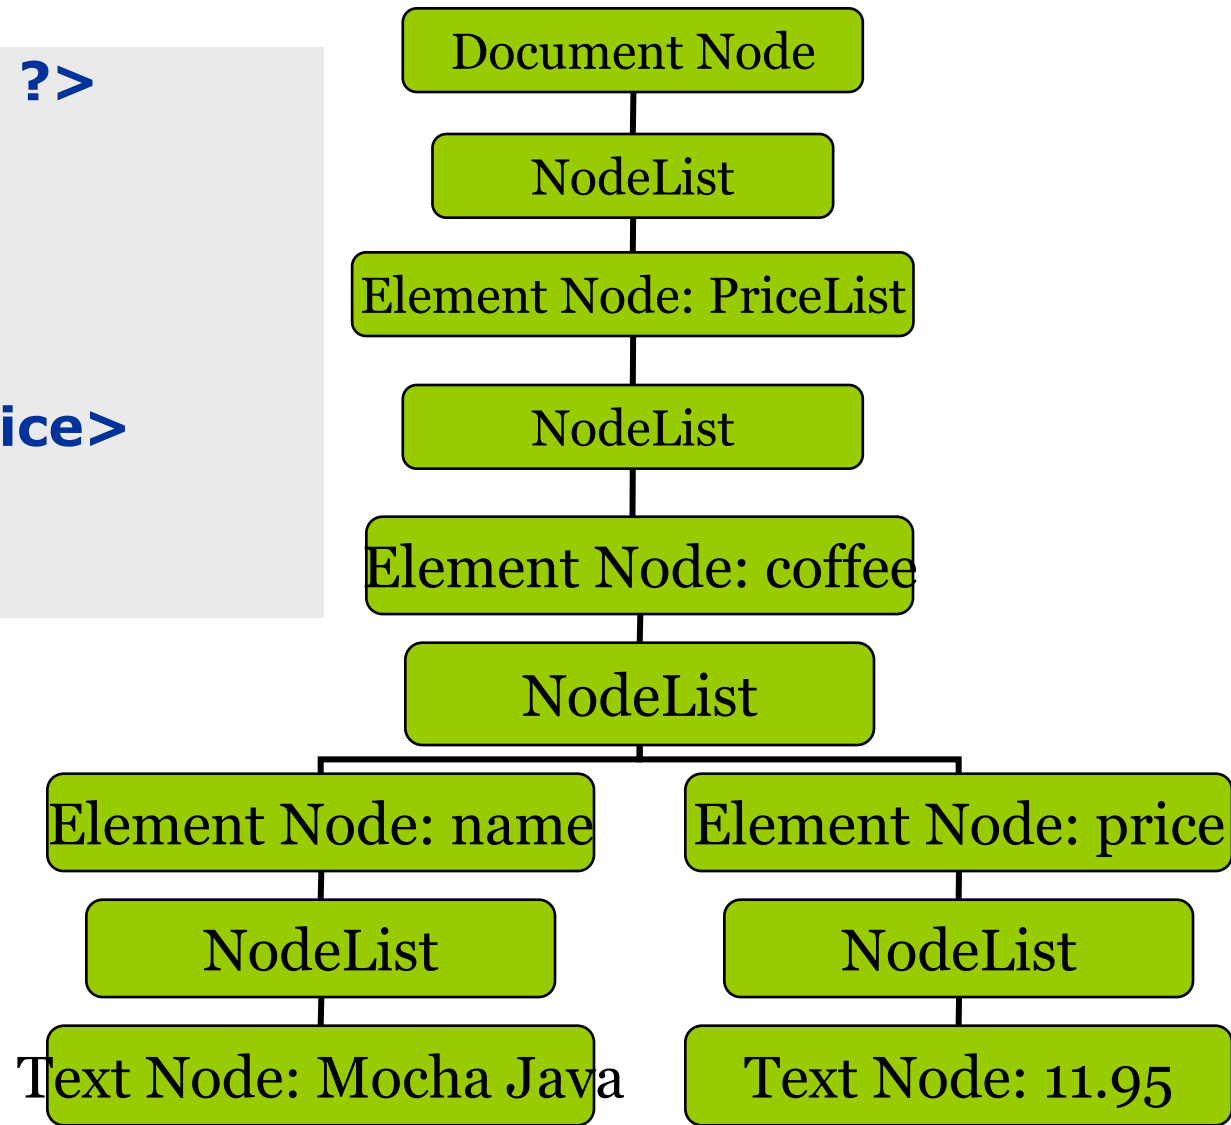 ?>
ice>
Document Node
NodeList
Element Node: PriceList
NodeList
Element Node: coffee
NodeList
Element Node: name
Element Node: price
NodeList
NodeList
Text Node: Mocha Java
Text Node: 11.95